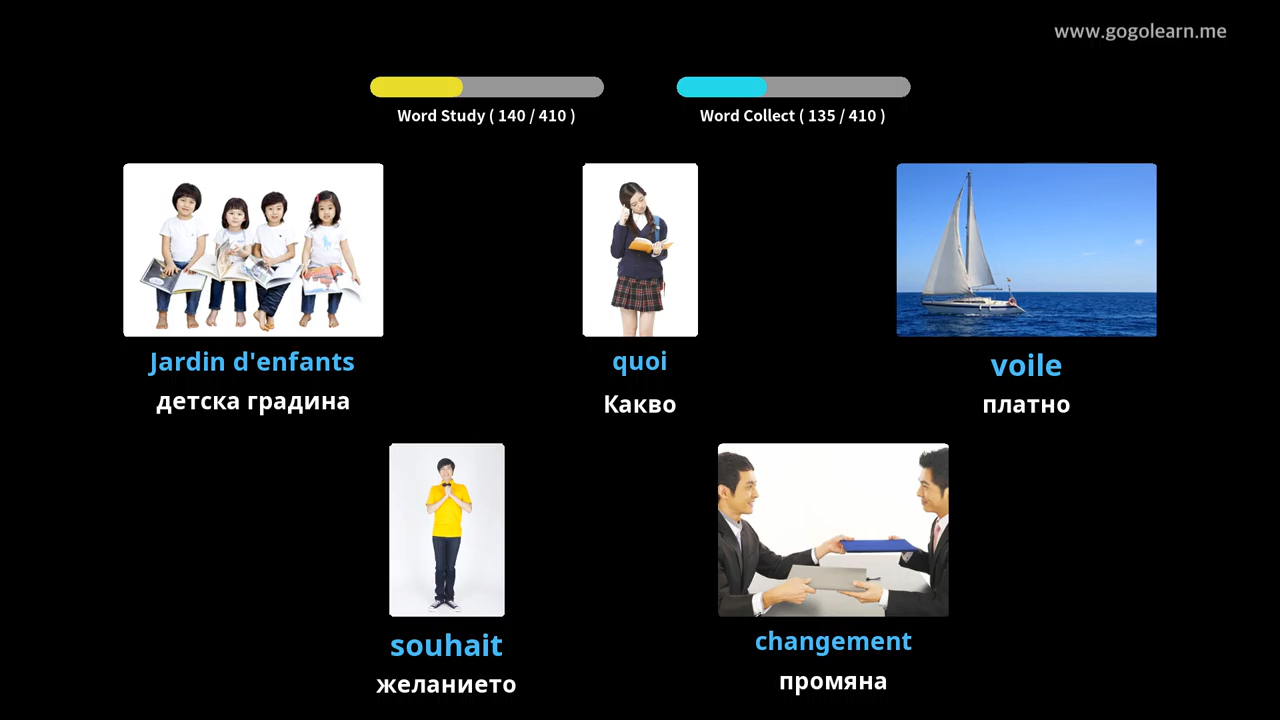 www.gogolearn.me
Word Study ( 140 / 410 )
Word Collect ( 135 / 410 )
Jardin d'enfants
детска градина
quoi
Какво
voile
платно
souhait
желанието
changement
промяна